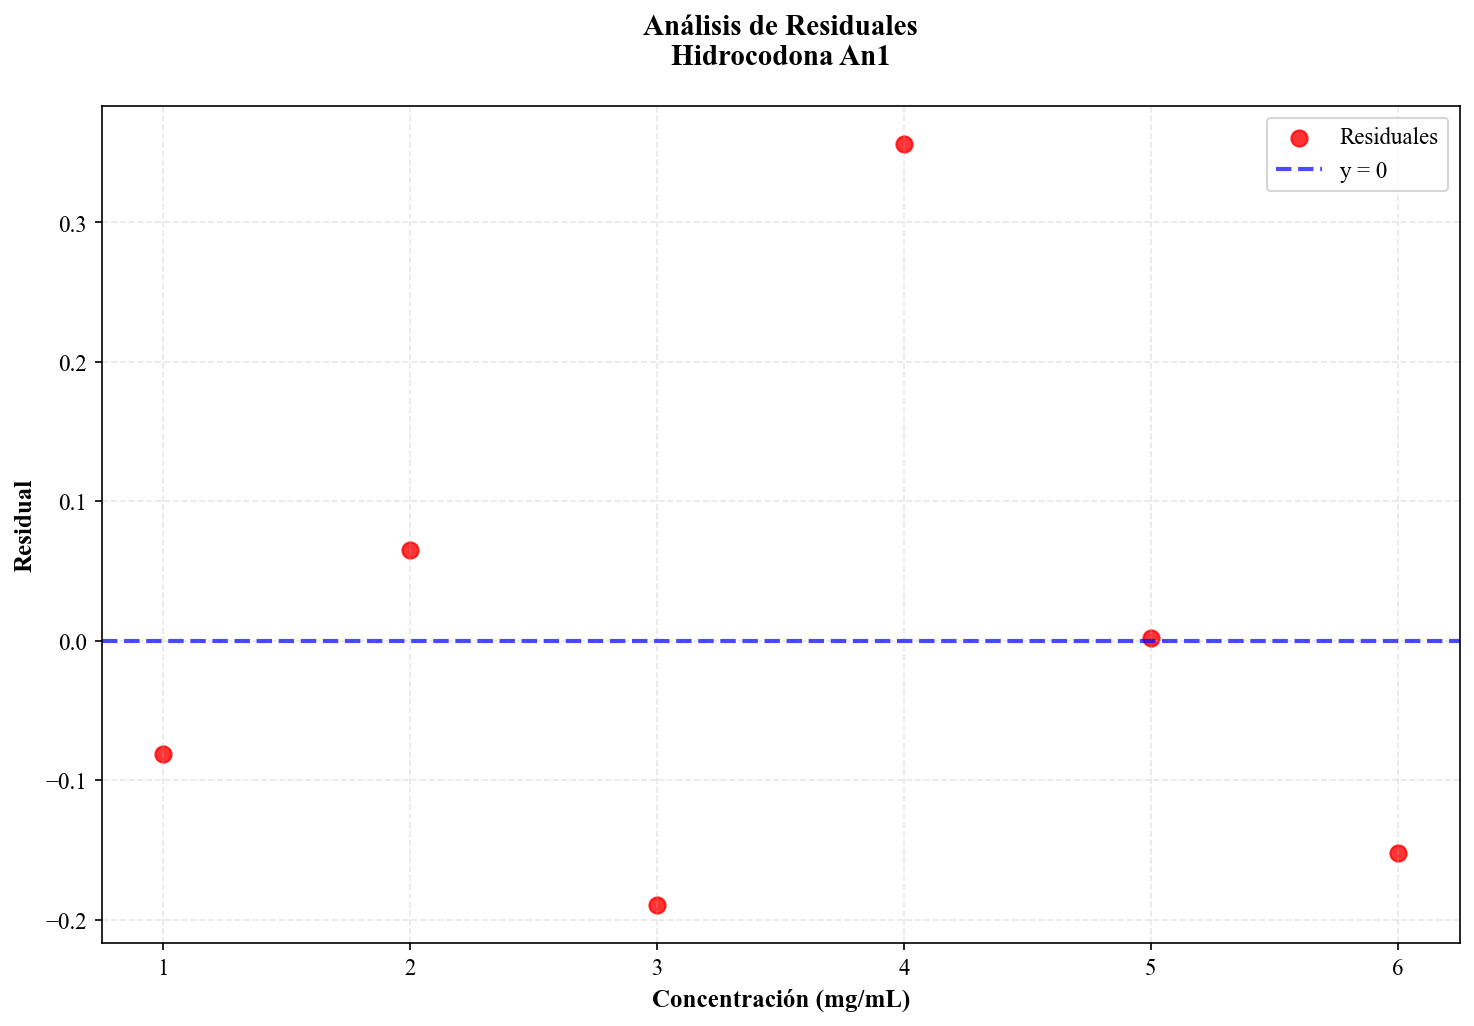 Análisis de Residuales
Hidrocodona An1
Residuales
y = 0
0.3
0.2
0.1
0.0
−0.1
−0.2
Residual
1 2 3 4 5 6
Concentración (mg/mL)